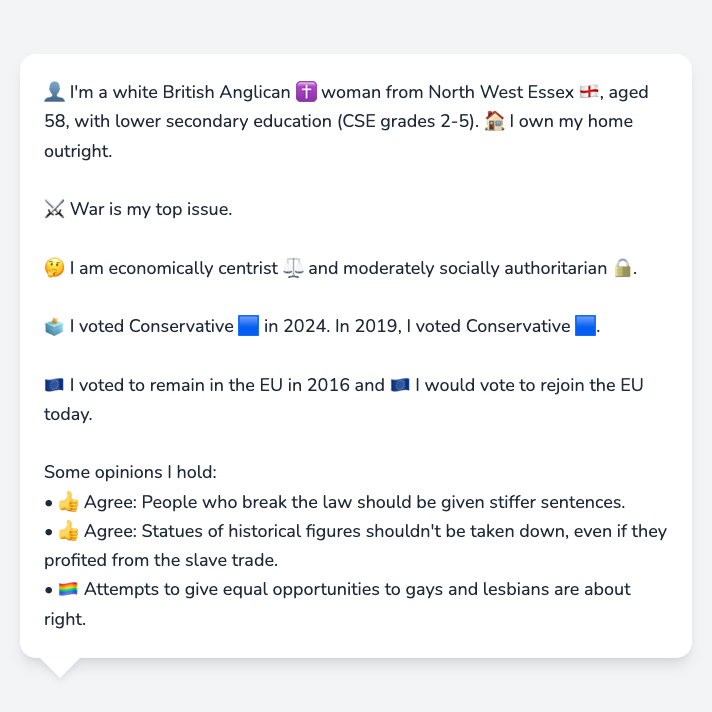 👤 I'm a white British Anglican ✝️ woman from North West Essex 🏴󠁧󠁢󠁥󠁮󠁧󠁿, aged
58, with lower secondary education (CSE grades 2-5). 🏠 I own my home
outright.
⚔️ War is my top issue.
🤔 I am economically centrist ⚖️ and moderately socially authoritarian 🔒.
🗳️ I voted Conservative 🟦 in 2024. In 2019, I voted Conservative 🟦.
🇪🇺 I voted to remain in the EU in 2016 and 🇪🇺 I would vote to rejoin the EU
today.
Some opinions I hold:
• 👍 Agree: People who break the law should be given stiffer sentences.
• 👍 Agree: Statues of historical figures shouldn't be taken down, even if they
profited from the slave trade.
• 🏳️‍🌈 Attempts to give equal opportunities to gays and lesbians are about
right.